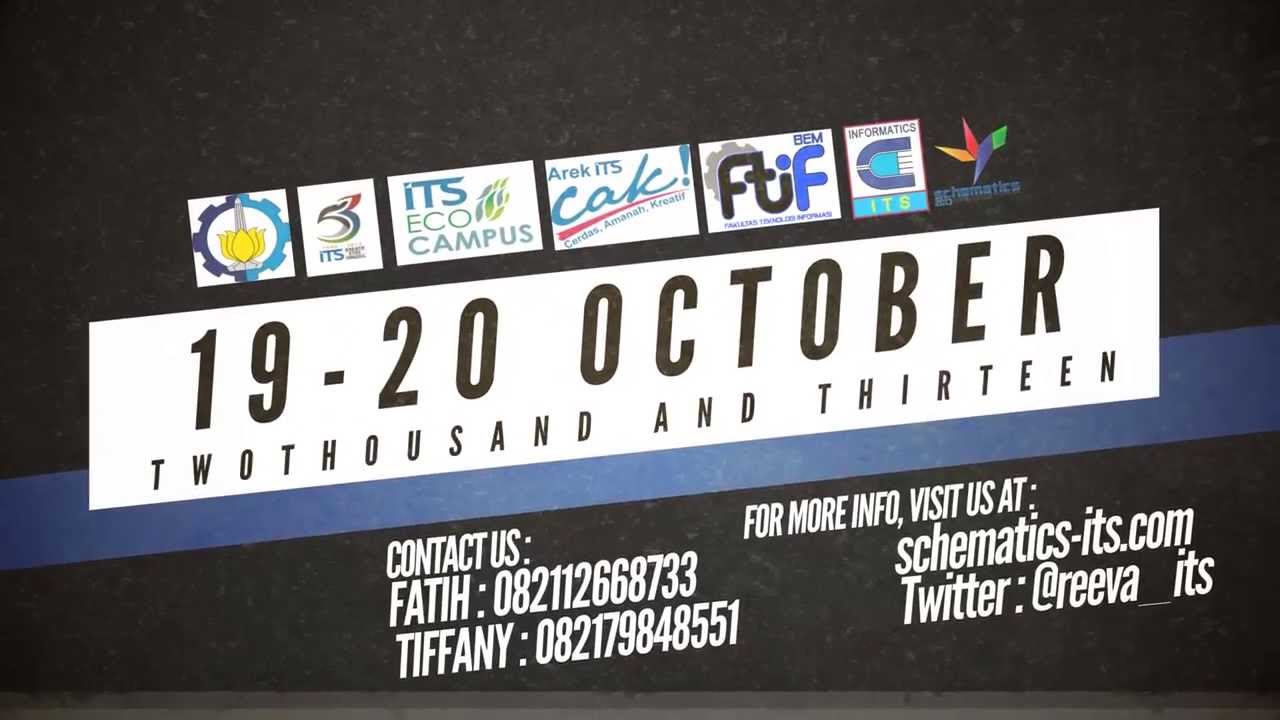 iTS
iTS
ECO
CAMPUS
Arek iTS
cak!
Cerdas, Amanah, Kreatif
BEM
FtiF
FAKULTAS TEKNOLOGI INFORMASI
INFORMATICS
ITS
schematics
19-20 OCTOBER
TWOTHOUSAND AND THIRTEEN
CONTACT US :
FATIH : 082112668733
TIFFANY : 082179848551
FOR MORE INFO, VISIT US AT :
schematics-its.com
Twitter : @reeva__its